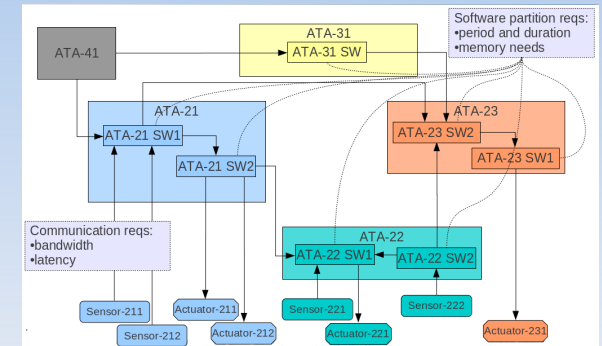 Software partition reqs:
•period and duration
•memory needs
ATA-31
ATA-31 SW
ATA-41
ATA-21
ATA-21 SW1
ATA-21 SW2
ATA-23
ATA-23 SW2
ATA-23 SW1
Communication reqs:
•bandwidth
•latency
ATA-22
ATA-22 SW1
ATA-22 SW2
Sensor-211
Sensor-212
Actuator-211
Actuator-212
Sensor-221
Actuator-221
Sensor-222
Actuator-231